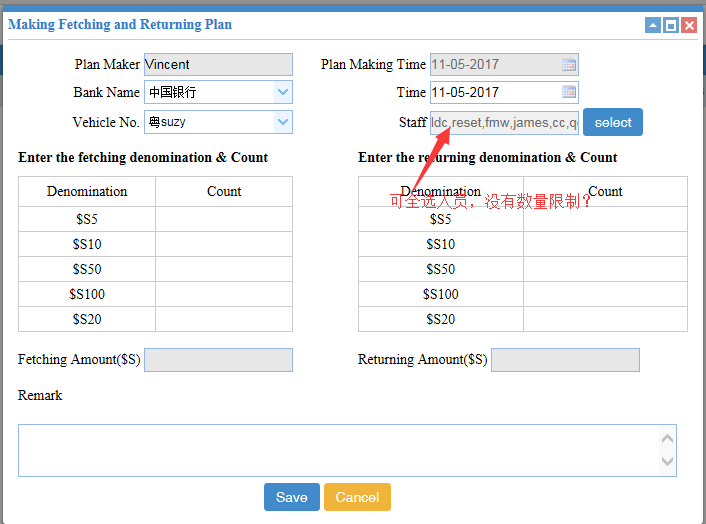 Making Fetching and Returning Plan
Plan Maker Vincent Plan Making Time 11-05-2017
Bank Name 中国银行 Time 11-05-2017
Vehicle No. 粤suzy Staff ldc,reset,fmw,james,cc,q select
Enter the fetching denomination & Count Enter the returning denomination & Count
Denomination Count Denomination Count
可全选人员，没有数量限制？
$S5 $S5
$S10 $S10
$S50 $S50
$S100 $S100
$S20 $S20
Fetching Amount($S) Returning Amount($S)
Remark
Save Cancel